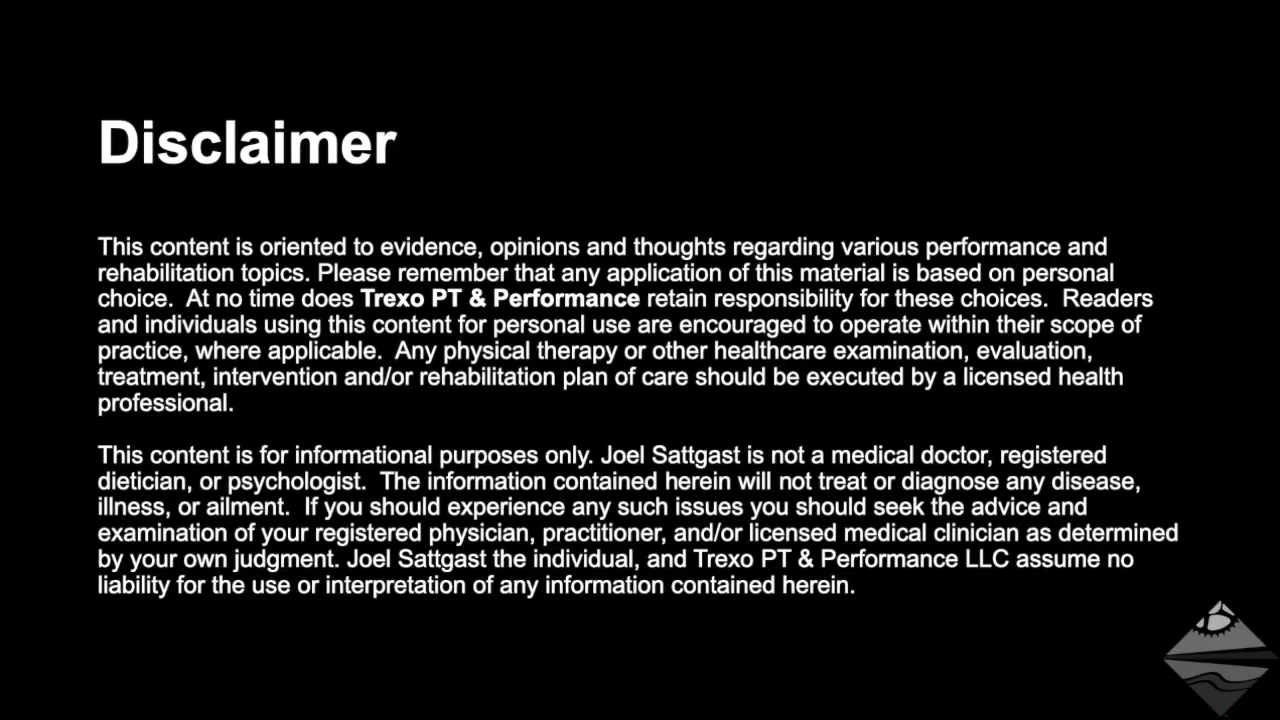 Disclaimer
This content is oriented to evidence, opinions and thoughts regarding various performance and
rehabilitation topics. Please remember that any application of this material is based on personal
choice.  At no time does Trexo PT & Performance retain responsibility for these choices.  Readers
and individuals using this content for personal use are encouraged to operate within their scope of
practice, where applicable.  Any physical therapy or other healthcare examination, evaluation,
treatment, intervention and/or rehabilitation plan of care should be executed by a licensed health
professional.
This content is for informational purposes only. Joel Sattgast is not a medical doctor, registered
dietician, or psychologist.  The information contained herein will not treat or diagnose any disease,
illness, or ailment.  If you should experience any such issues you should seek the advice and
examination of your registered physician, practitioner, and/or licensed medical clinician as determined
by your own judgment. Joel Sattgast the individual, and Trexo PT & Performance LLC assume no
liability for the use or interpretation of any information contained herein.